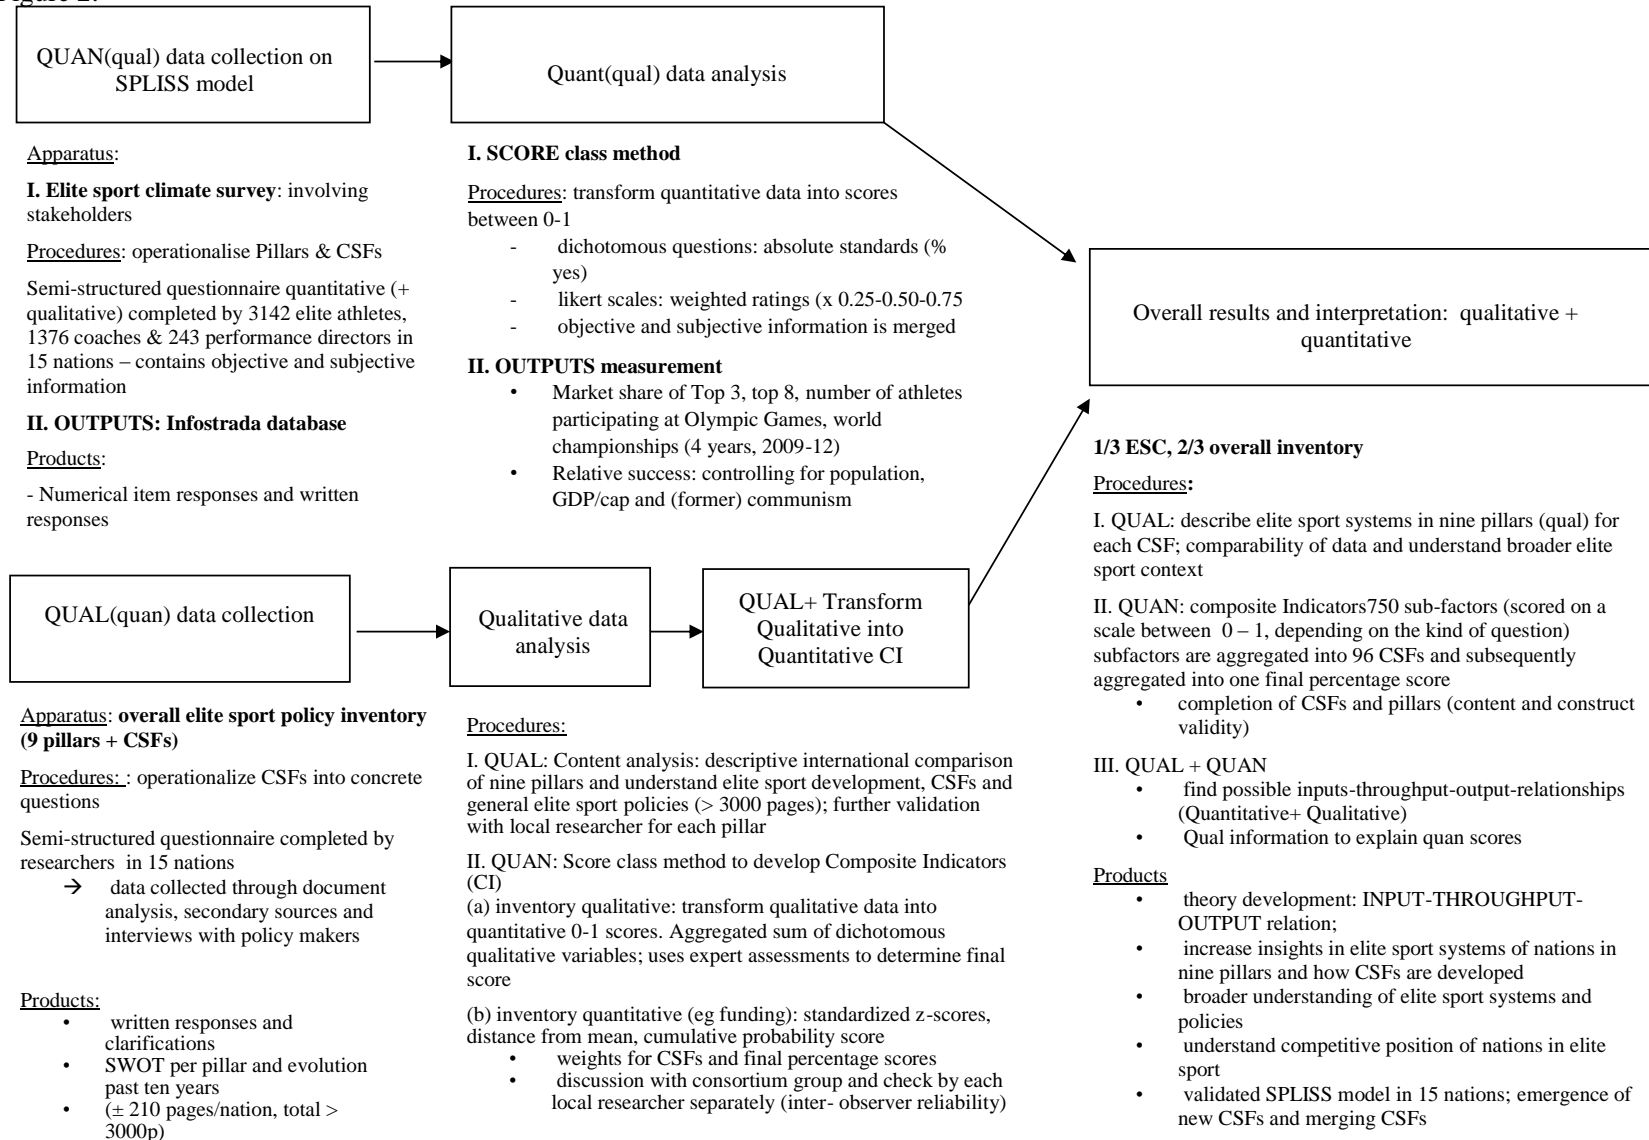 Figure 2:
QUAN(qual) data collection on
SPLISS model
Quant(qual) data analysis
Apparatus:
I. Elite sport climate survey: involving
stakeholders
Procedures: operationalise Pillars & CSFs
Semi-structured questionnaire quantitative (+
qualitative) completed by 3142 elite athletes,
1376 coaches & 243 performance directors in
15 nations – contains objective and subjective
information
II. OUTPUTS: Infostrada database
Products:
- Numerical item responses and written
responses
I. SCORE class method
Procedures: transform quantitative data into scores
between 0-1
- dichotomous questions: absolute standards (%
yes)
- likert scales: weighted ratings (x 0.25-0.50-0.75
- objective and subjective information is merged
II. OUTPUTS measurement
• Market share of Top 3, top 8, number of athletes
participating at Olympic Games, world
championships (4 years, 2009-12)
• Relative success: controlling for population,
GDP/cap and (former) communism
Overall results and interpretation: qualitative +
quantitative
QUAL(quan) data collection
Qualitative data
analysis
QUAL+ Transform
Qualitative into
Quantitative CI
Apparatus: overall elite sport policy inventory
(9 pillars + CSFs)
Procedures: : operationalize CSFs into concrete
questions
Semi-structured questionnaire completed by
researchers in 15 nations
→ data collected through document
analysis, secondary sources and
interviews with policy makers
Products:
• written responses and
clarifications
• SWOT per pillar and evolution
past ten years
• (± 210 pages/nation, total >
3000p)
Procedures:
I. QUAL: Content analysis: descriptive international comparison
of nine pillars and understand elite sport development, CSFs and
general elite sport policies (> 3000 pages); further validation
with local researcher for each pillar
II. QUAN: Score class method to develop Composite Indicators
(CI)
(a) inventory qualitative: transform qualitative data into
quantitative 0-1 scores. Aggregated sum of dichotomous
qualitative variables; uses expert assessments to determine final
score
(b) inventory quantitative (eg funding): standardized z-scores,
distance from mean, cumulative probability score
• weights for CSFs and final percentage scores
• discussion with consortium group and check by each
local researcher separately (inter- observer reliability)
1/3 ESC, 2/3 overall inventory
Procedures:
I. QUAL: describe elite sport systems in nine pillars (qual) for
each CSF; comparability of data and understand broader elite
sport context
II. QUAN: composite Indicators750 sub-factors (scored on a
scale between 0 – 1, depending on the kind of question)
subfactors are aggregated into 96 CSFs and subsequently
aggregated into one final percentage score
• completion of CSFs and pillars (content and construct
validity)
III. QUAL + QUAN
• find possible inputs-throughput-output-relationships
(Quantitative+ Qualitative)
• Qual information to explain quan scores
Products
• theory development: INPUT-THROUGHPUT-
OUTPUT relation;
• increase insights in elite sport systems of nations in
nine pillars and how CSFs are developed
• broader understanding of elite sport systems and
policies
• understand competitive position of nations in elite
sport
• validated SPLISS model in 15 nations; emergence of
new CSFs and merging CSFs